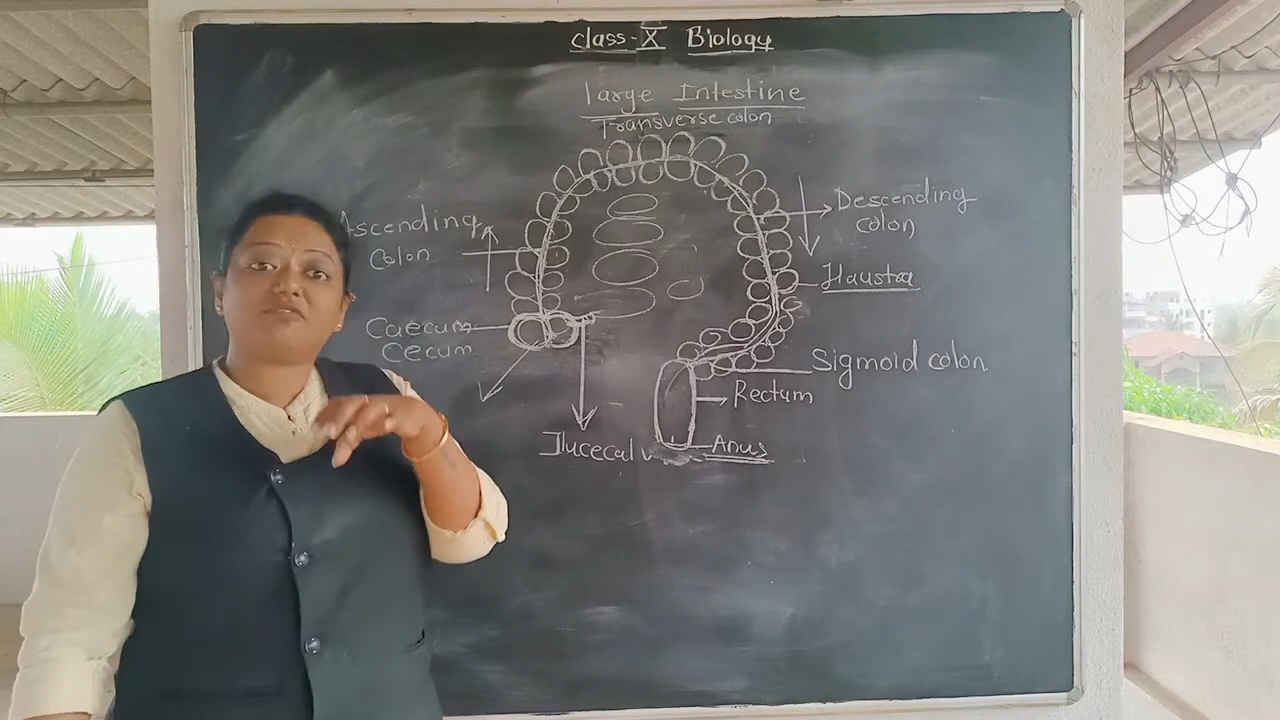 class-X Biology
large Intestine
Transverse colon
Ascending
Colon
Descending
colon
Haustra
Caecum
Cecum
Sigmoid colon
Rectum
Ilucecal v
Anus